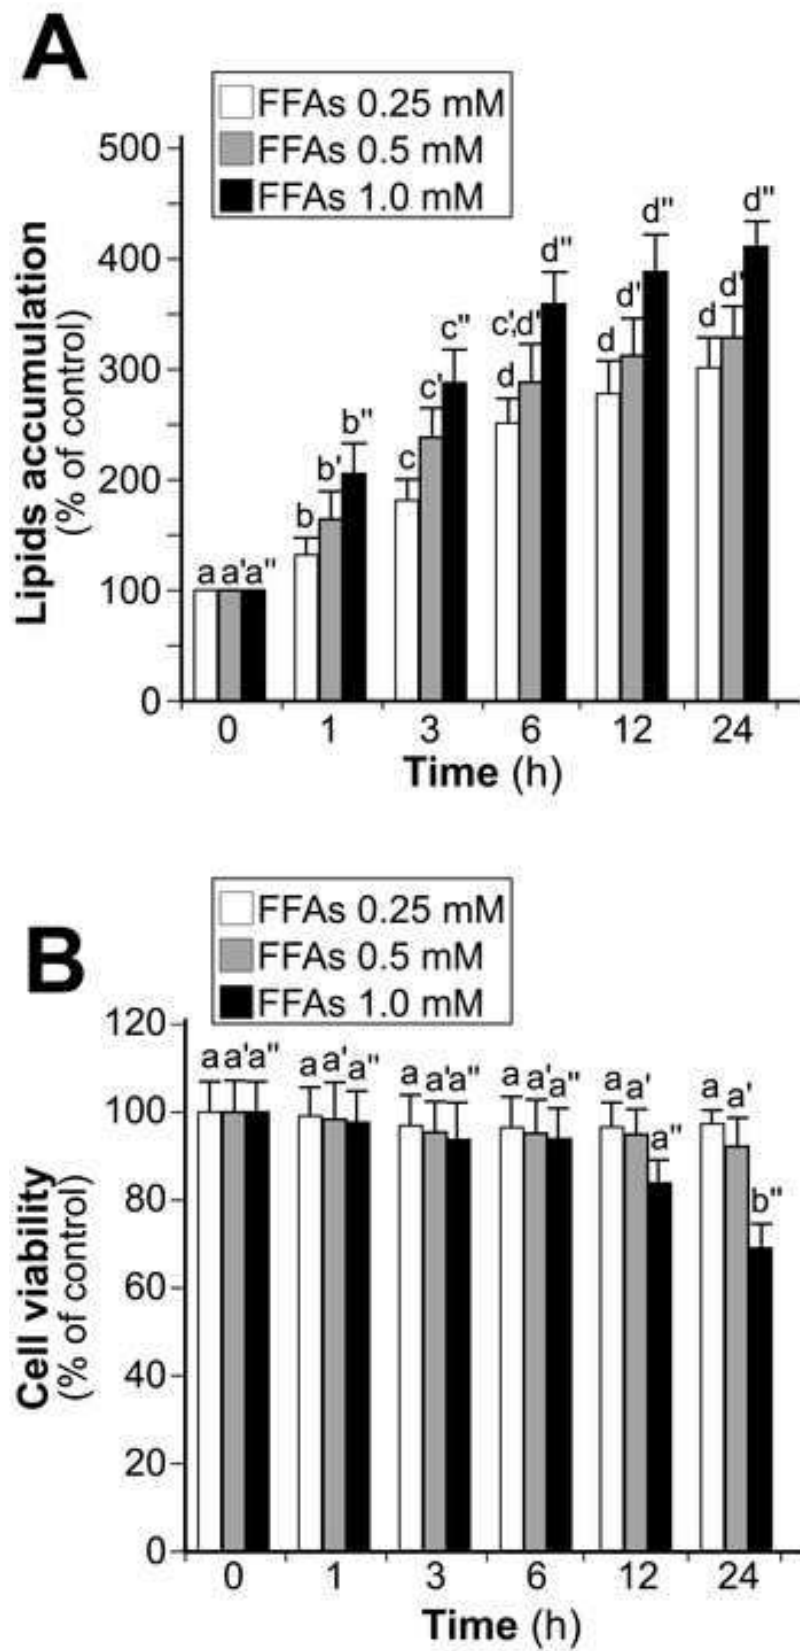 A
FFAs 0.25 mM
FFAs 0.5 mM
FFAs 1.0 mM
Lipids accumulation
(% of control)
500
400
300
200
100
0
a a' a"
b b' b"
c c' c"
d c',d' d"
d d' d"
d d' d"
0 1 3 6 12 24
Time (h)
B
FFAs 0.25 mM
FFAs 0.5 mM
FFAs 1.0 mM
Cell viability
(% of control)
120
100
80
60
40
20
0
a a' a"
a a' a"
a a' a"
a a' a"
a a' a"
a a' b"
0 1 3 6 12 24
Time (h)